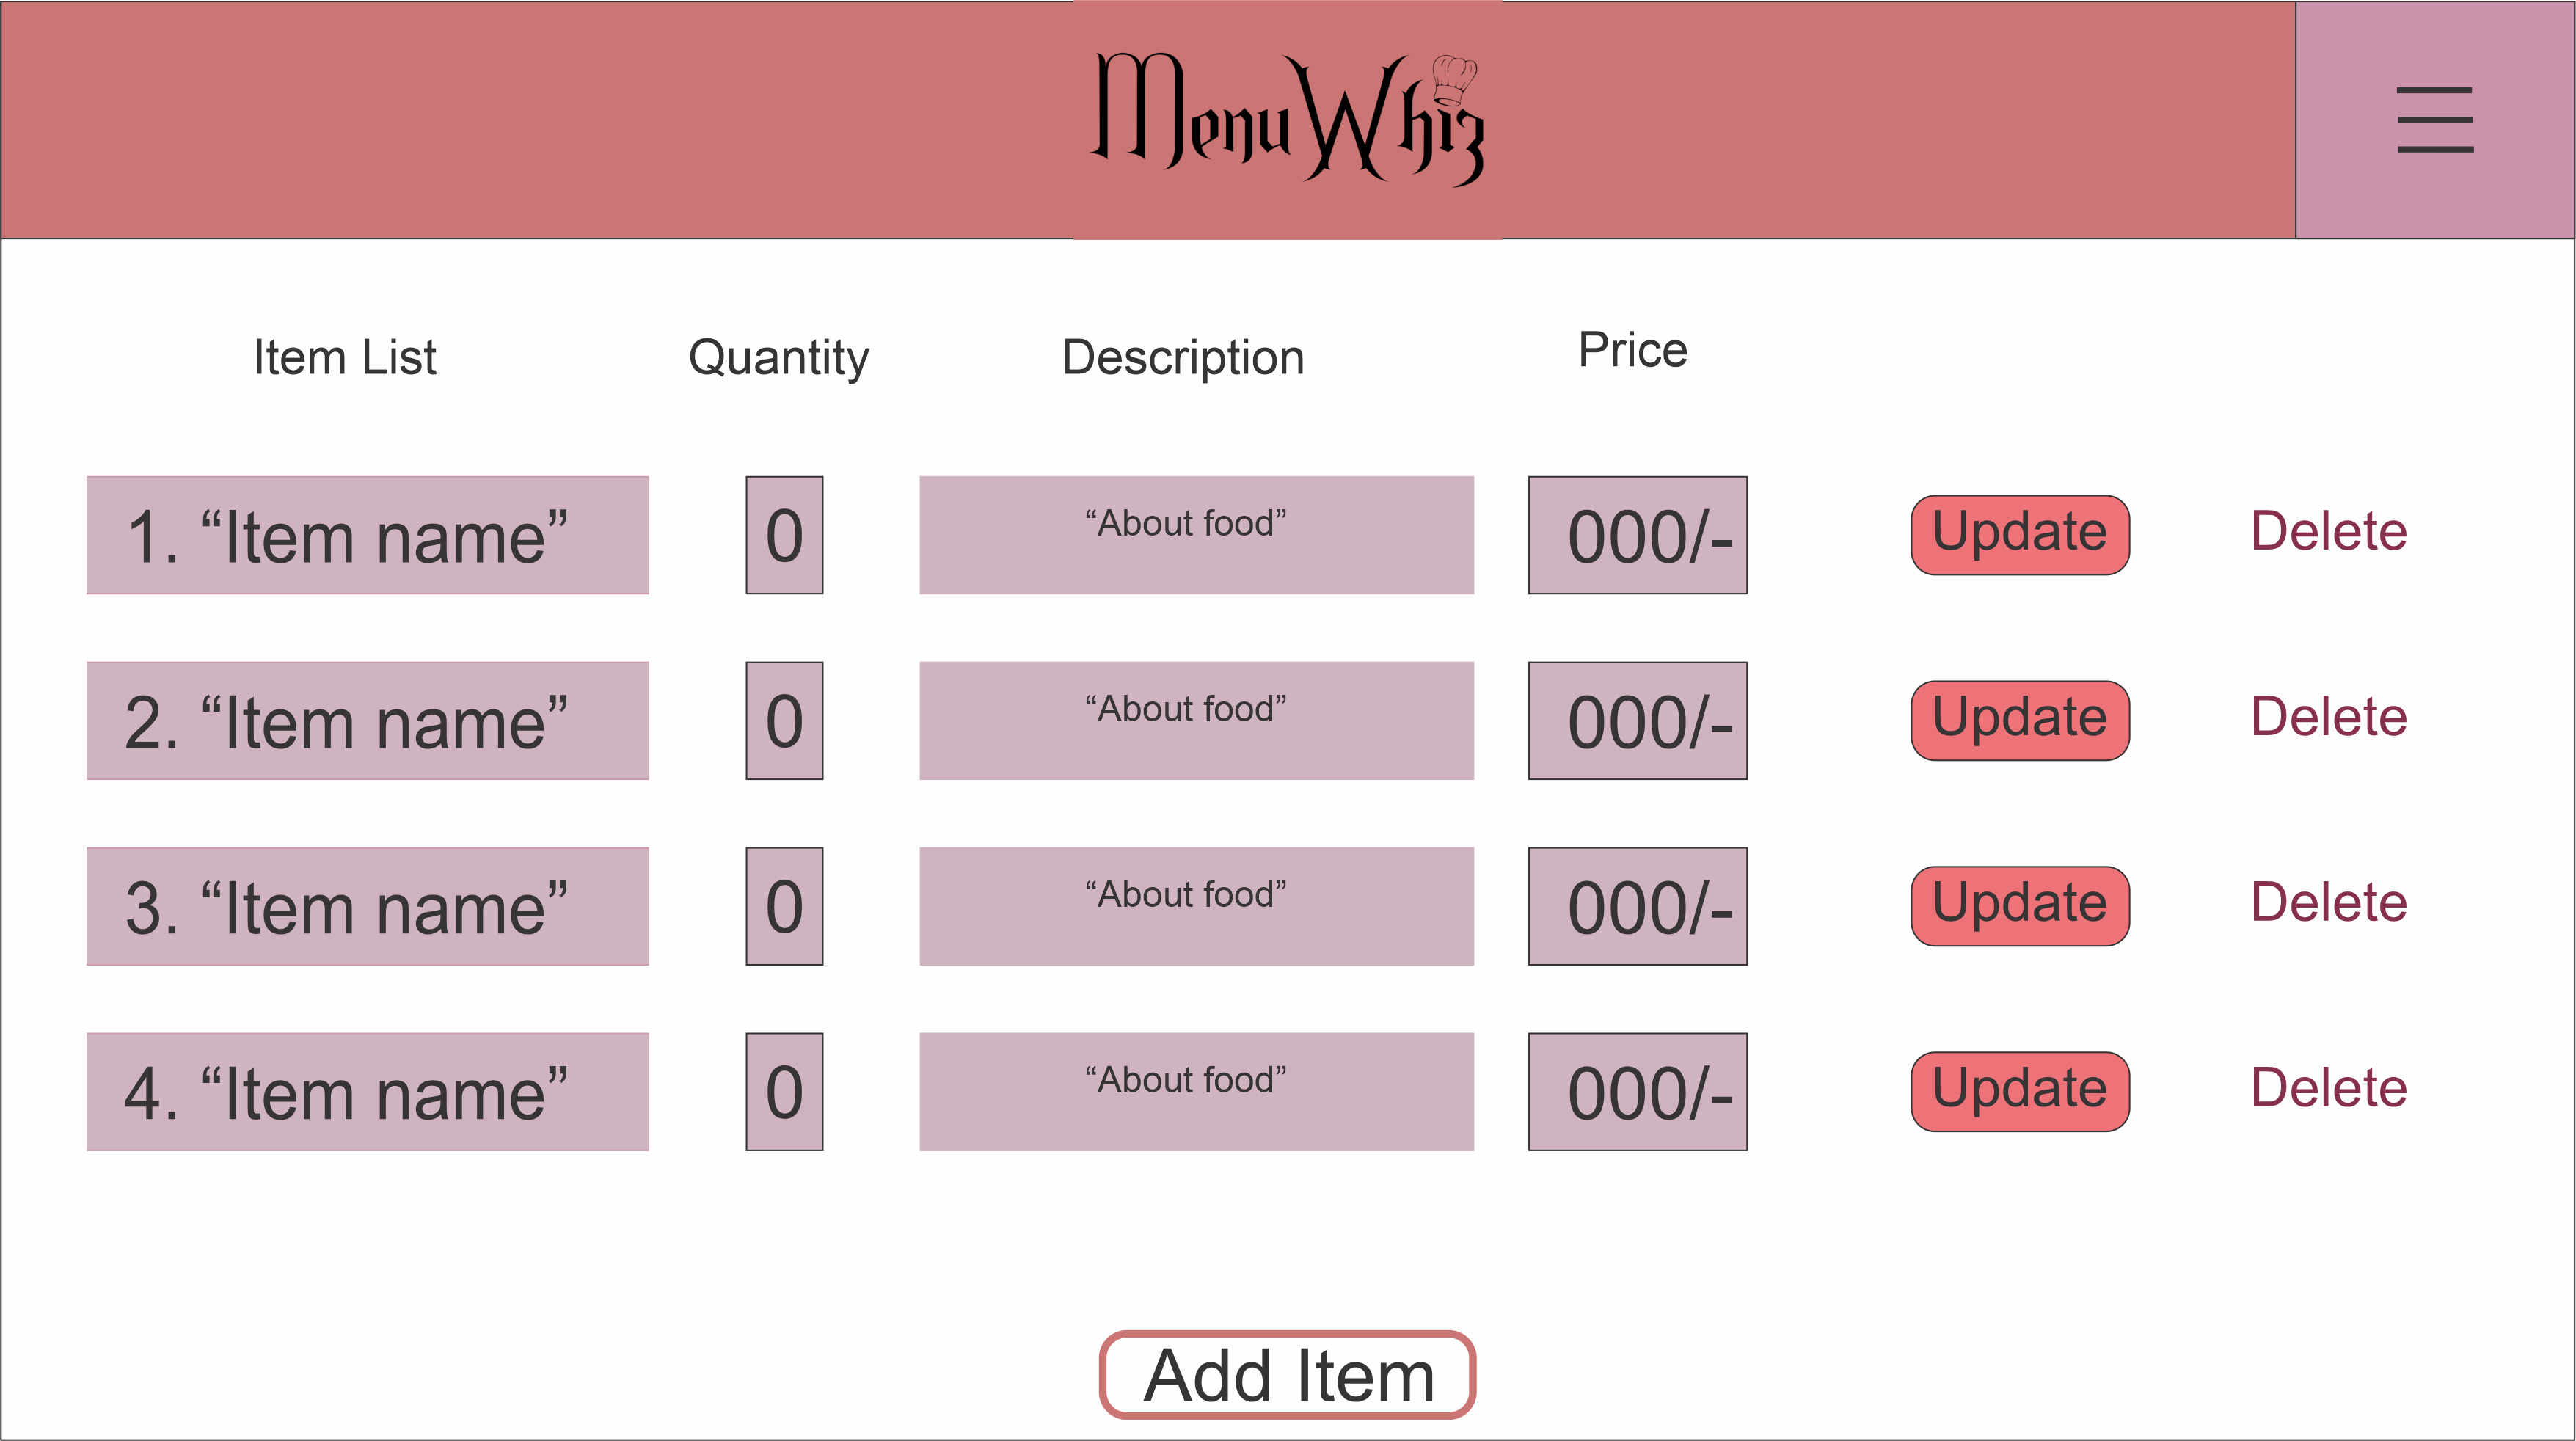 MenuWhiz
Item List Quantity Description Price
1. “Item name” 0 “About food” 000/- Update Delete
2. “Item name” 0 “About food” 000/- Update Delete
3. “Item name” 0 “About food” 000/- Update Delete
4. “Item name” 0 “About food” 000/- Update Delete
Add Item